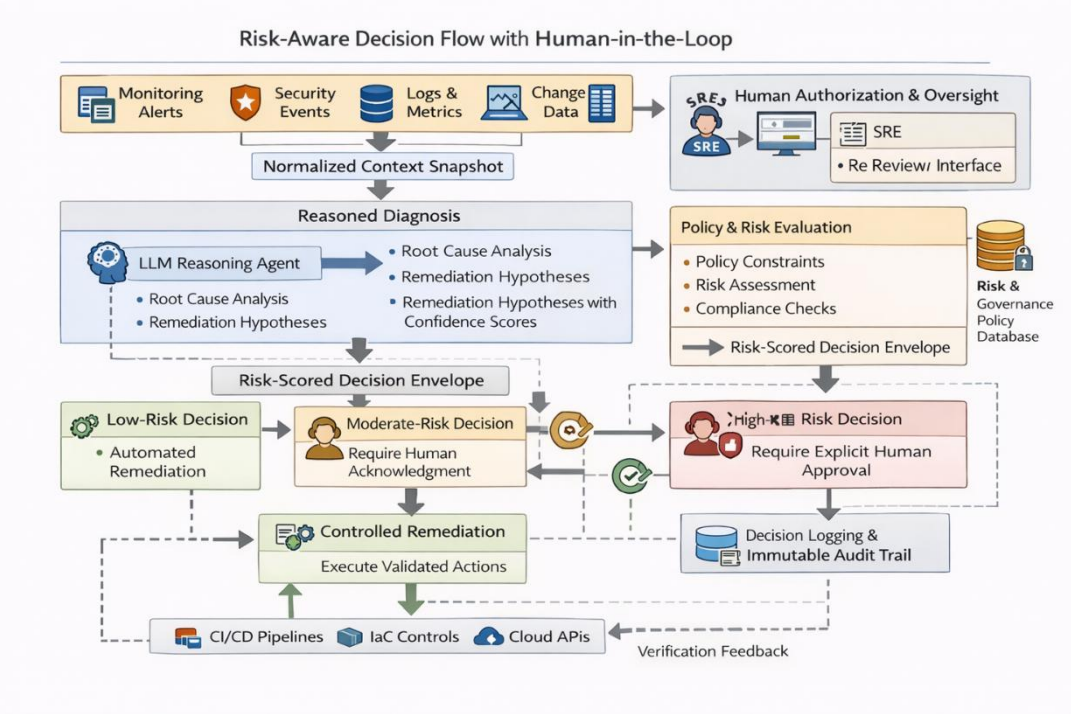 Risk-Aware Decision Flow with Human-in-the-Loop
Monitoring
Alerts
Security
Events
Logs &
Metrics
Change
Data
SRE
Human Authorization & Oversight
SRE
SRE
• Re Review/ Interface
Normalized Context Snapshot
Reasoned Diagnosis
LLM Reasoning Agent
• Root Cause Analysis
• Remediation Hypotheses
• Root Cause Analysis
• Remediation Hypotheses
• Remediation Hypotheses with
Confidence Scores
Policy & Risk Evaluation
• Policy Constraints
• Risk Assessment
• Compliance Checks
Risk-Scored Decision Envelope
Risk &
Governance
Policy
Database
Risk-Scored Decision Envelope
Low-Risk Decision
• Automated
Remediation
Moderate-Risk Decision
Require Human
Acknowledgment
High- Risk Decision
Require Explicit Human
Approval
Controlled Remediation
Execute Validated Actions
Decision Logging &
Immutable Audit Trail
CI/CD Pipelines
IaC Controls
Cloud APIs
Verification Feedback